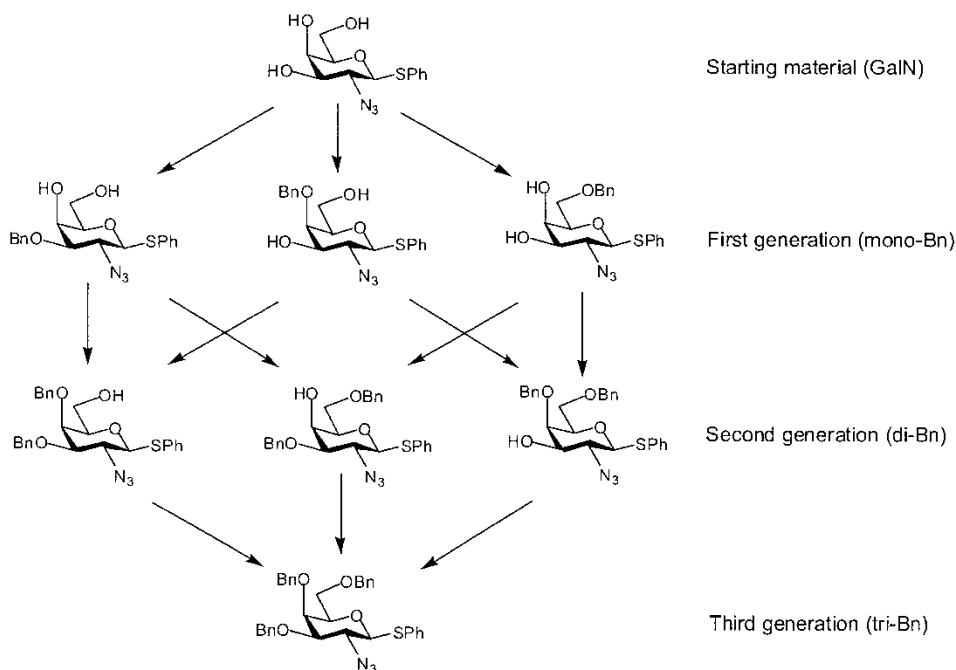 HO OH
O
HO SPh
N3
Starting material (GalN)
HO OH
O
BnO SPh
N3
BnO OH
O
HO SPh
N3
HO OBn
O
HO SPh
N3
First generation (mono-Bn)
BnO OH
O
BnO SPh
N3
HO OBn
O
BnO SPh
N3
BnO OBn
O
HO SPh
N3
Second generation (di-Bn)
BnO OBn
O
BnO SPh
N3
Third generation (tri-Bn)